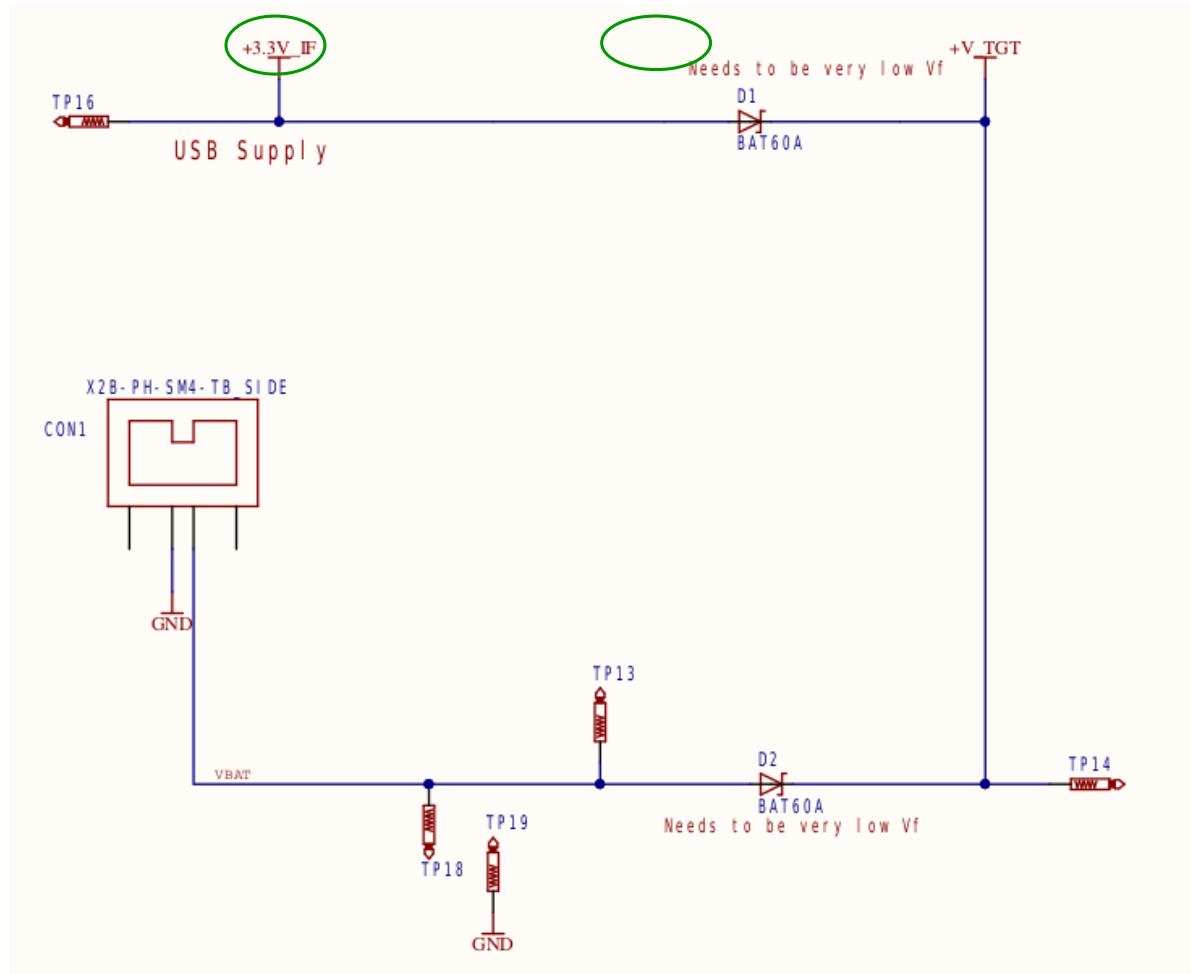 +3.3V_IF
+V_TGT
Needs to be very low Vf
TP16
D1
USB Supply
BAT60A
X2B-PH-SM4-TB_SIDE
CON1
GND
TP13
VBAT
D2
TP14
BAT60A
Needs to be very low Vf
TP19
TP18
GND